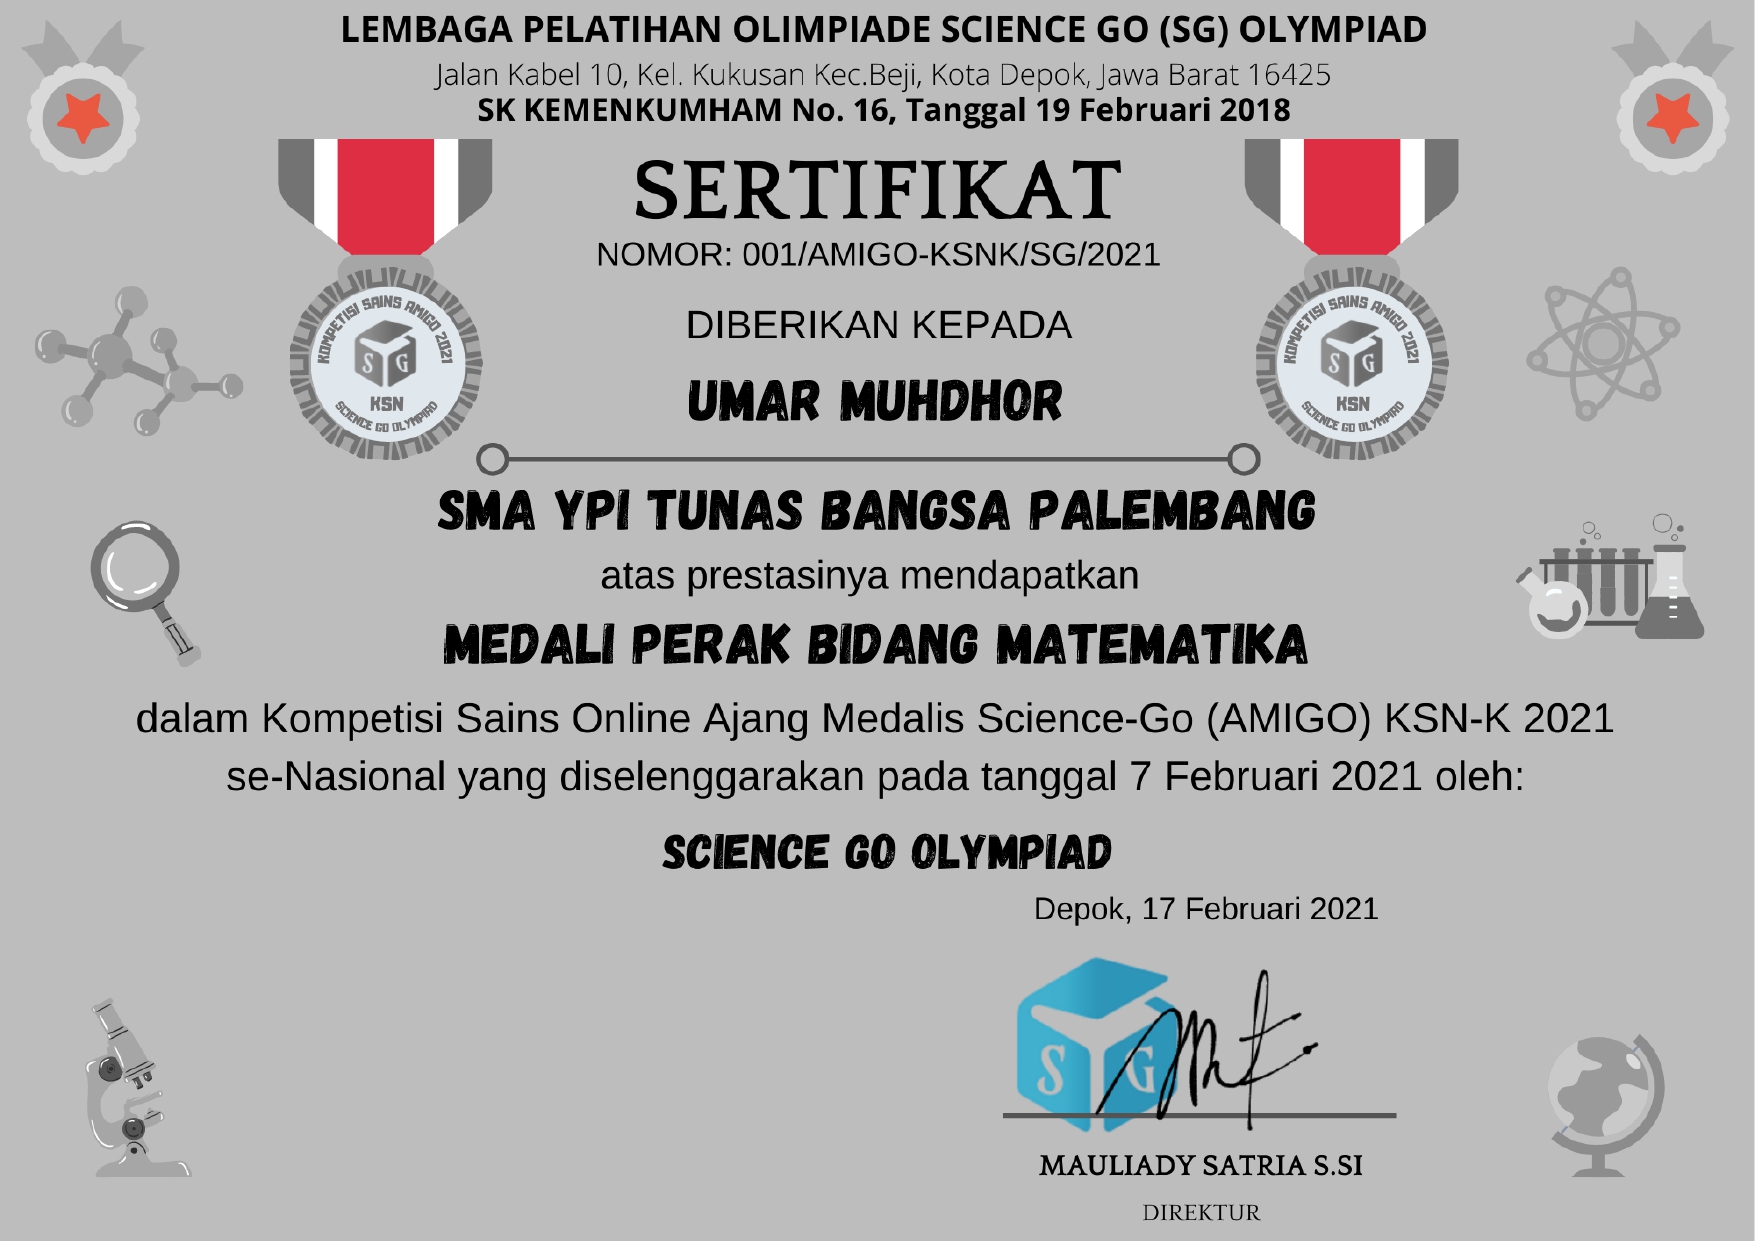 LEMBAGA PELATIHAN OLIMPIADE SCIENCE GO (SG) OLYMPIAD
Jalan Kabel 10, Kel. Kukusan Kec.Beji, Kota Depok, Jawa Barat 16425
SK KEMENKUMHAM No. 16, Tanggal 19 Februari 2018
SERTIFIKAT
NOMOR: 001/AMIGO-KSNK/SG/2021
DIBERIKAN KEPADA
KOMPETISI SAINS AMIGO 2021
S G
KSN
SCIENCE GO OLYMPIAD
KOMPETISI SAINS AMIGO 2021
S G
KSN
SCIENCE GO OLYMPIAD
UMAR MUHDHOR
SMA YPI TUNAS BANGSA PALEMBANG
atas prestasinya mendapatkan
MEDALI PERAK BIDANG MATEMATIKA
dalam Kompetisi Sains Online Ajang Medalis Science-Go (AMIGO) KSN-K 2021
se-Nasional yang diselenggarakan pada tanggal 7 Februari 2021 oleh:
SCIENCE GO OLYMPIAD
Depok, 17 Februari 2021
S G
MAULIADY SATRIA S.SI
DIREKTUR